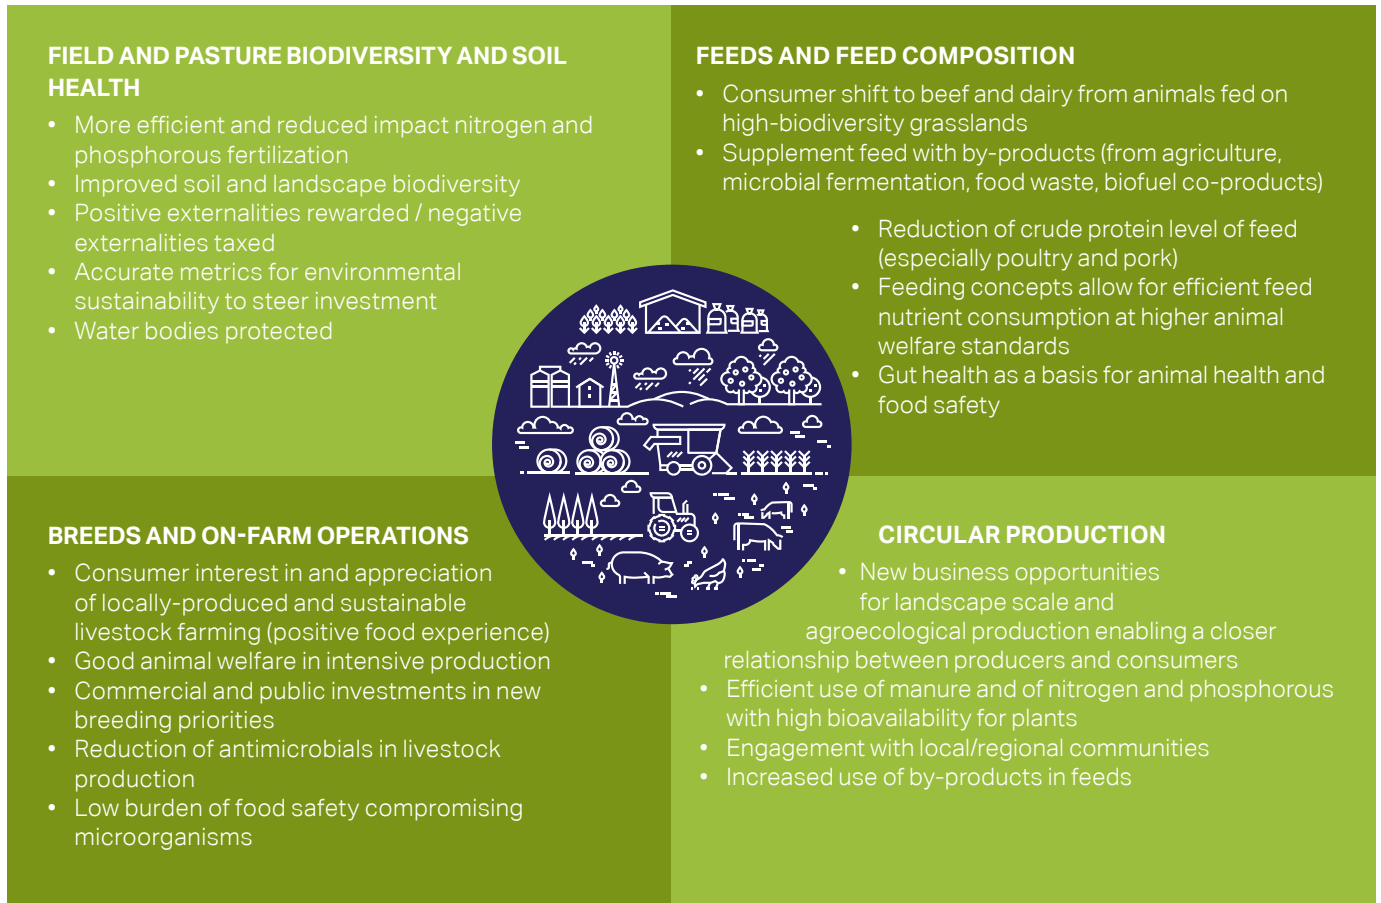 FIELD AND PASTURE BIODIVERSITY AND SOIL
HEALTH
• More efficient and reduced impact nitrogen and
phosphorous fertilization
• Improved soil and landscape biodiversity
• Positive externalities rewarded / negative
externalities taxed
• Accurate metrics for environmental
sustainability to steer investment
• Water bodies protected
FEEDS AND FEED COMPOSITION
• Consumer shift to beef and dairy from animals fed on
high-biodiversity grasslands
• Supplement feed with by-products (from agriculture,
microbial fermentation, food waste, biofuel co-products)
• Reduction of crude protein level of feed
(especially poultry and pork)
• Feeding concepts allow for efficient feed
nutrient consumption at higher animal
welfare standards
• Gut health as a basis for animal health and
food safety
BREEDS AND ON-FARM OPERATIONS
• Consumer interest in and appreciation
of locally-produced and sustainable
livestock farming (positive food experience)
• Good animal welfare in intensive production
• Commercial and public investments in new
breeding priorities
• Reduction of antimicrobials in livestock
production
• Low burden of food safety compromising
microorganisms
CIRCULAR PRODUCTION
• New business opportunities
for landscape scale and
agroecological production enabling a closer
relationship between producers and consumers
• Efficient use of manure and of nitrogen and phosphorous
with high bioavailability for plants
• Engagement with local/regional communities
• Increased use of by-products in feeds